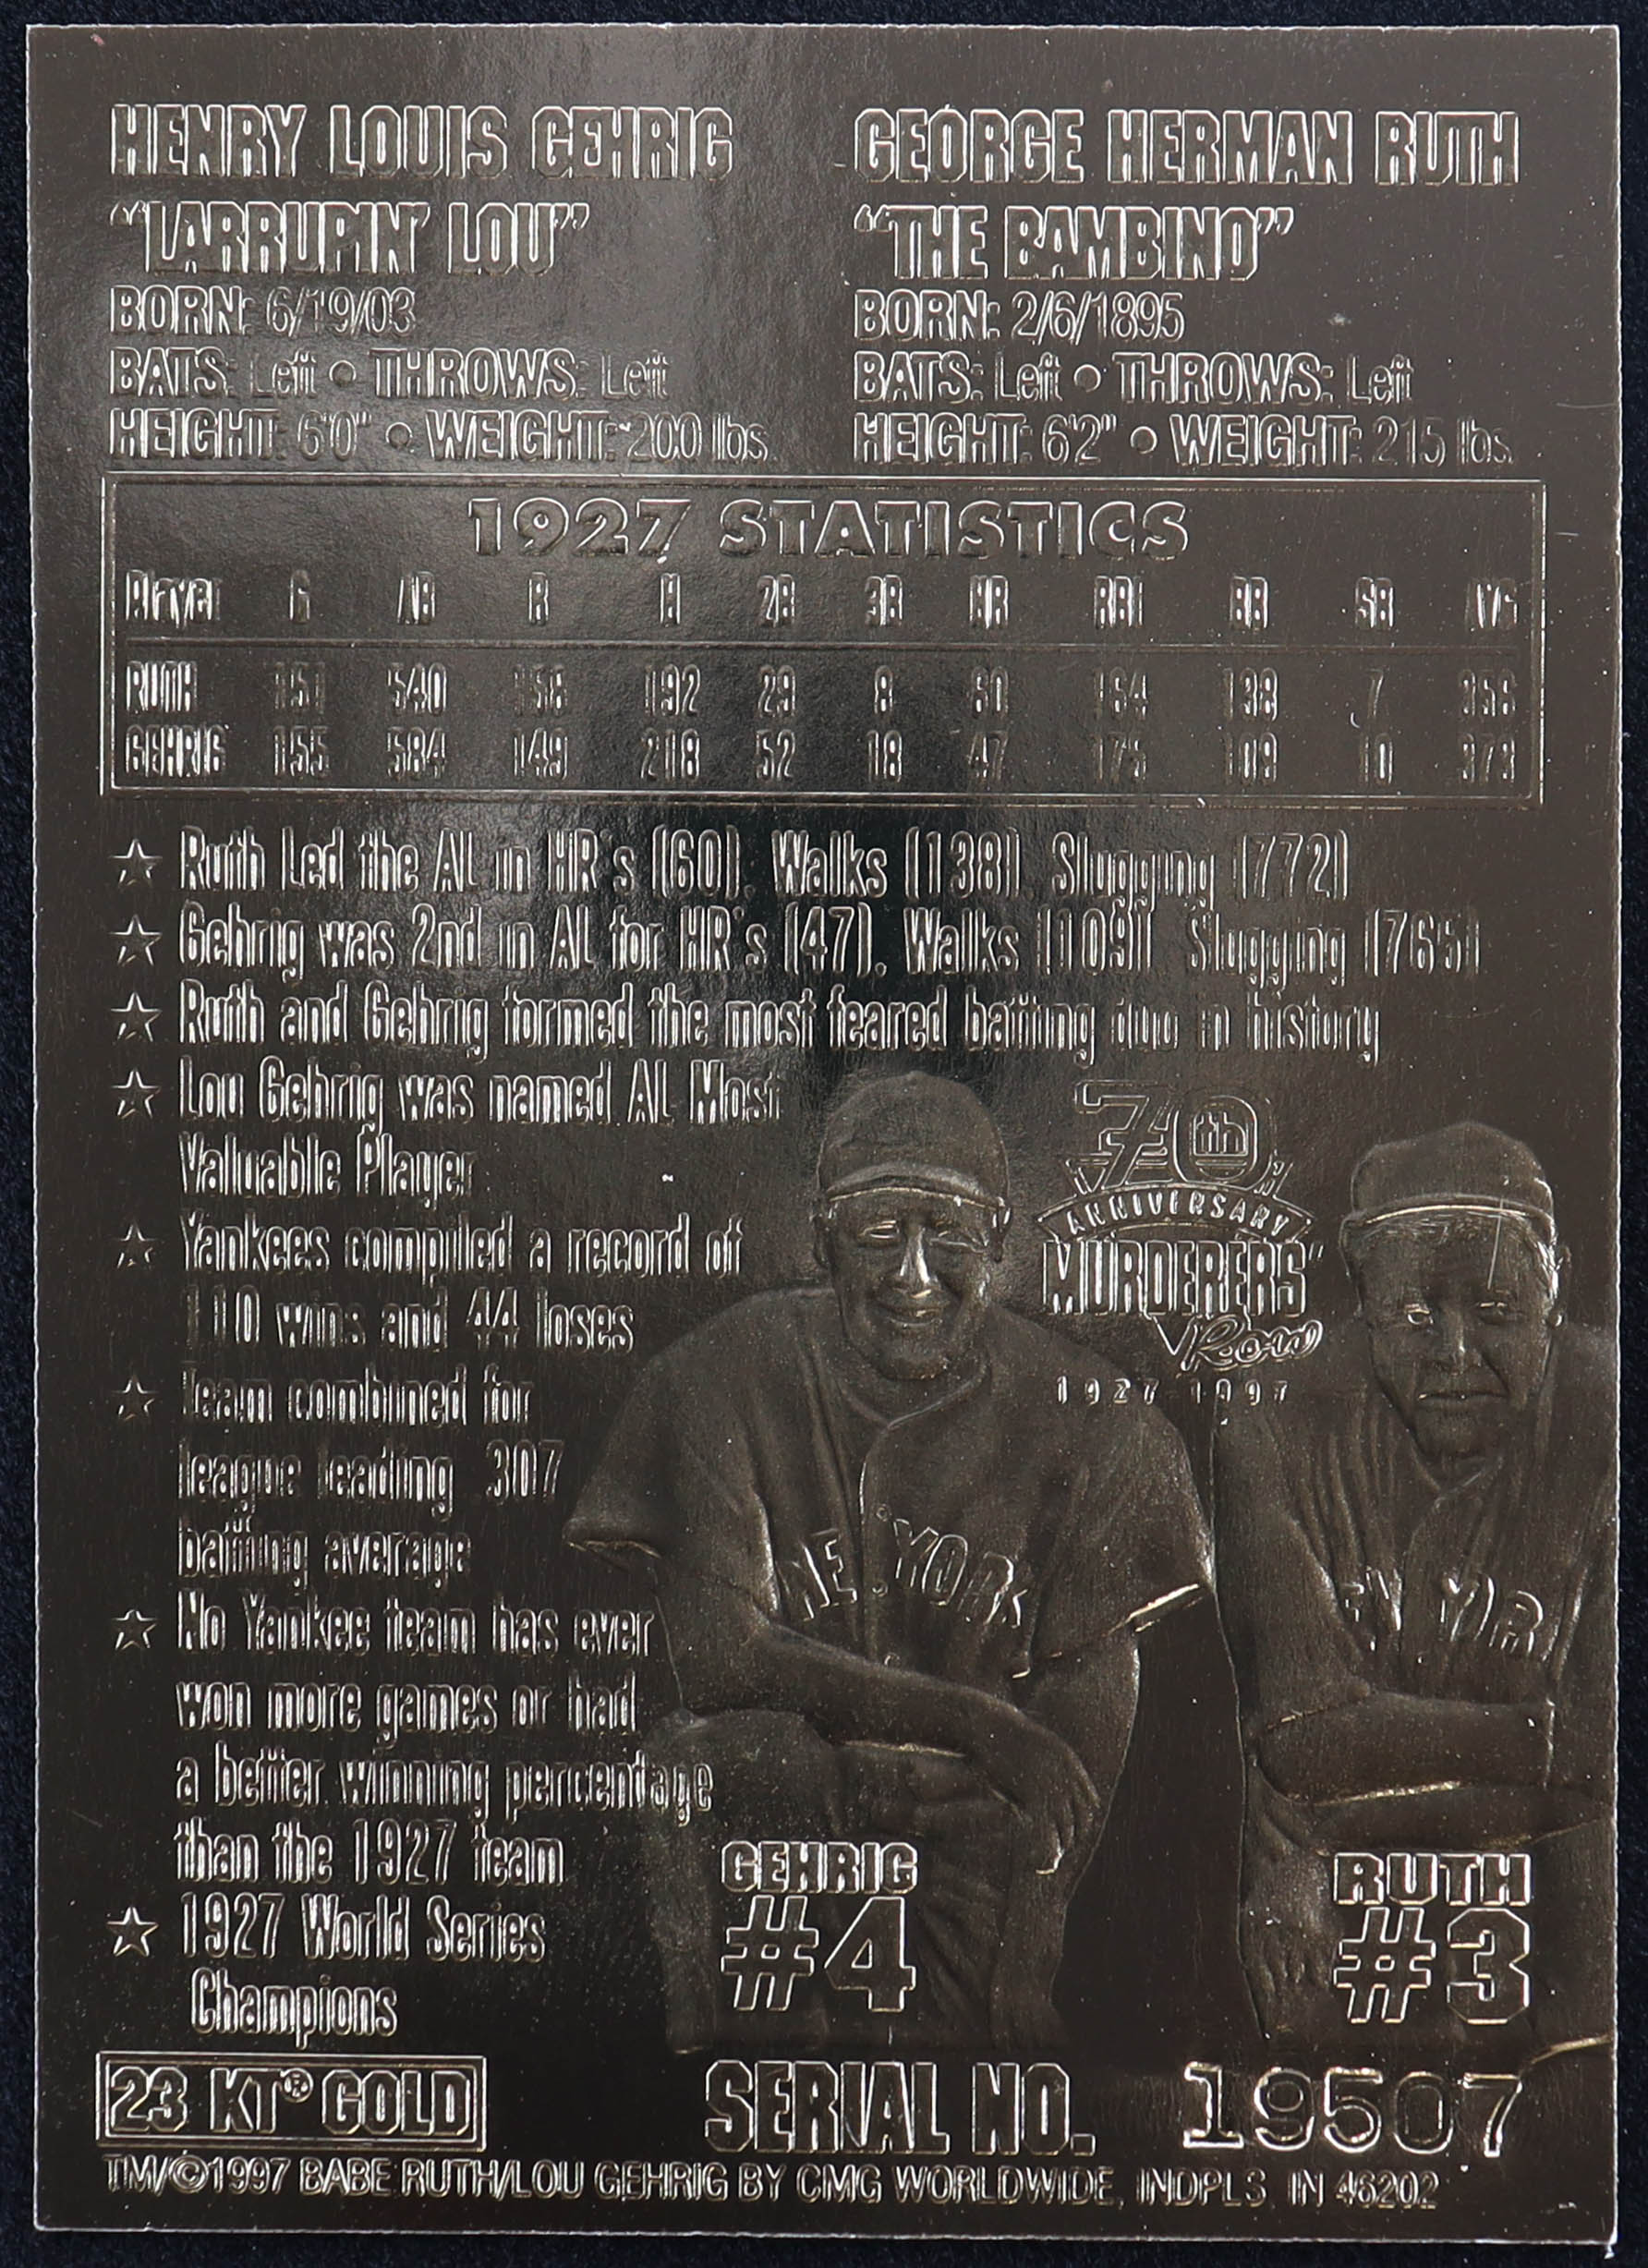 HENRY LOUIS GEHRIG
"LARRUPIN' LOU"
BORN: 6/19/03
BATS: Left • THROWS: Left
HEIGHT: 6'0" • WEIGHT: 200 lbs.
GEORGE HERMAN RUTH
"THE BAMBINO"
BORN: 2/6/1895
BATS: Left • THROWS: Left
HEIGHT: 6'2" • WEIGHT: 215 lbs.
1927 STATISTICS
Player G AB R H 2B 3B HR RBI BB SB AVG
RUTH 151 540 158 192 29 8 60 164 138 7 356
GEHRIG 155 584 149 218 52 18 47 175 109 10 373
☆ Ruth Led the AL in HR's (60), Walks (138) Slugging (772)
☆ Gehrig was 2nd in AL for HR's (47), Walks (109) Slugging (765)
☆ Ruth and Gehrig formed the most feared batting duo in history
☆ Lou Gehrig was named AL Most
Valuable Player
☆ Yankees compiled a record of
110 wins and 44 loses
☆ Team combined for
league leading .307
batting average
☆ No Yankee team has ever
won more games or had
a better winning percentage
than the 1927 team
☆ 1927 World Series
Champions
70th
ANNIVERSARY
MURDERERS'
Row
1927-1997
NEW YORK
EW YOR
GEHRIG
#4
RUTH
#3
23 KT® GOLD
SERIAL NO. 19507
TM/©1997 BABE RUTH/LOU GEHRIG BY CMG WORLDWIDE, INDPLS IN 46202